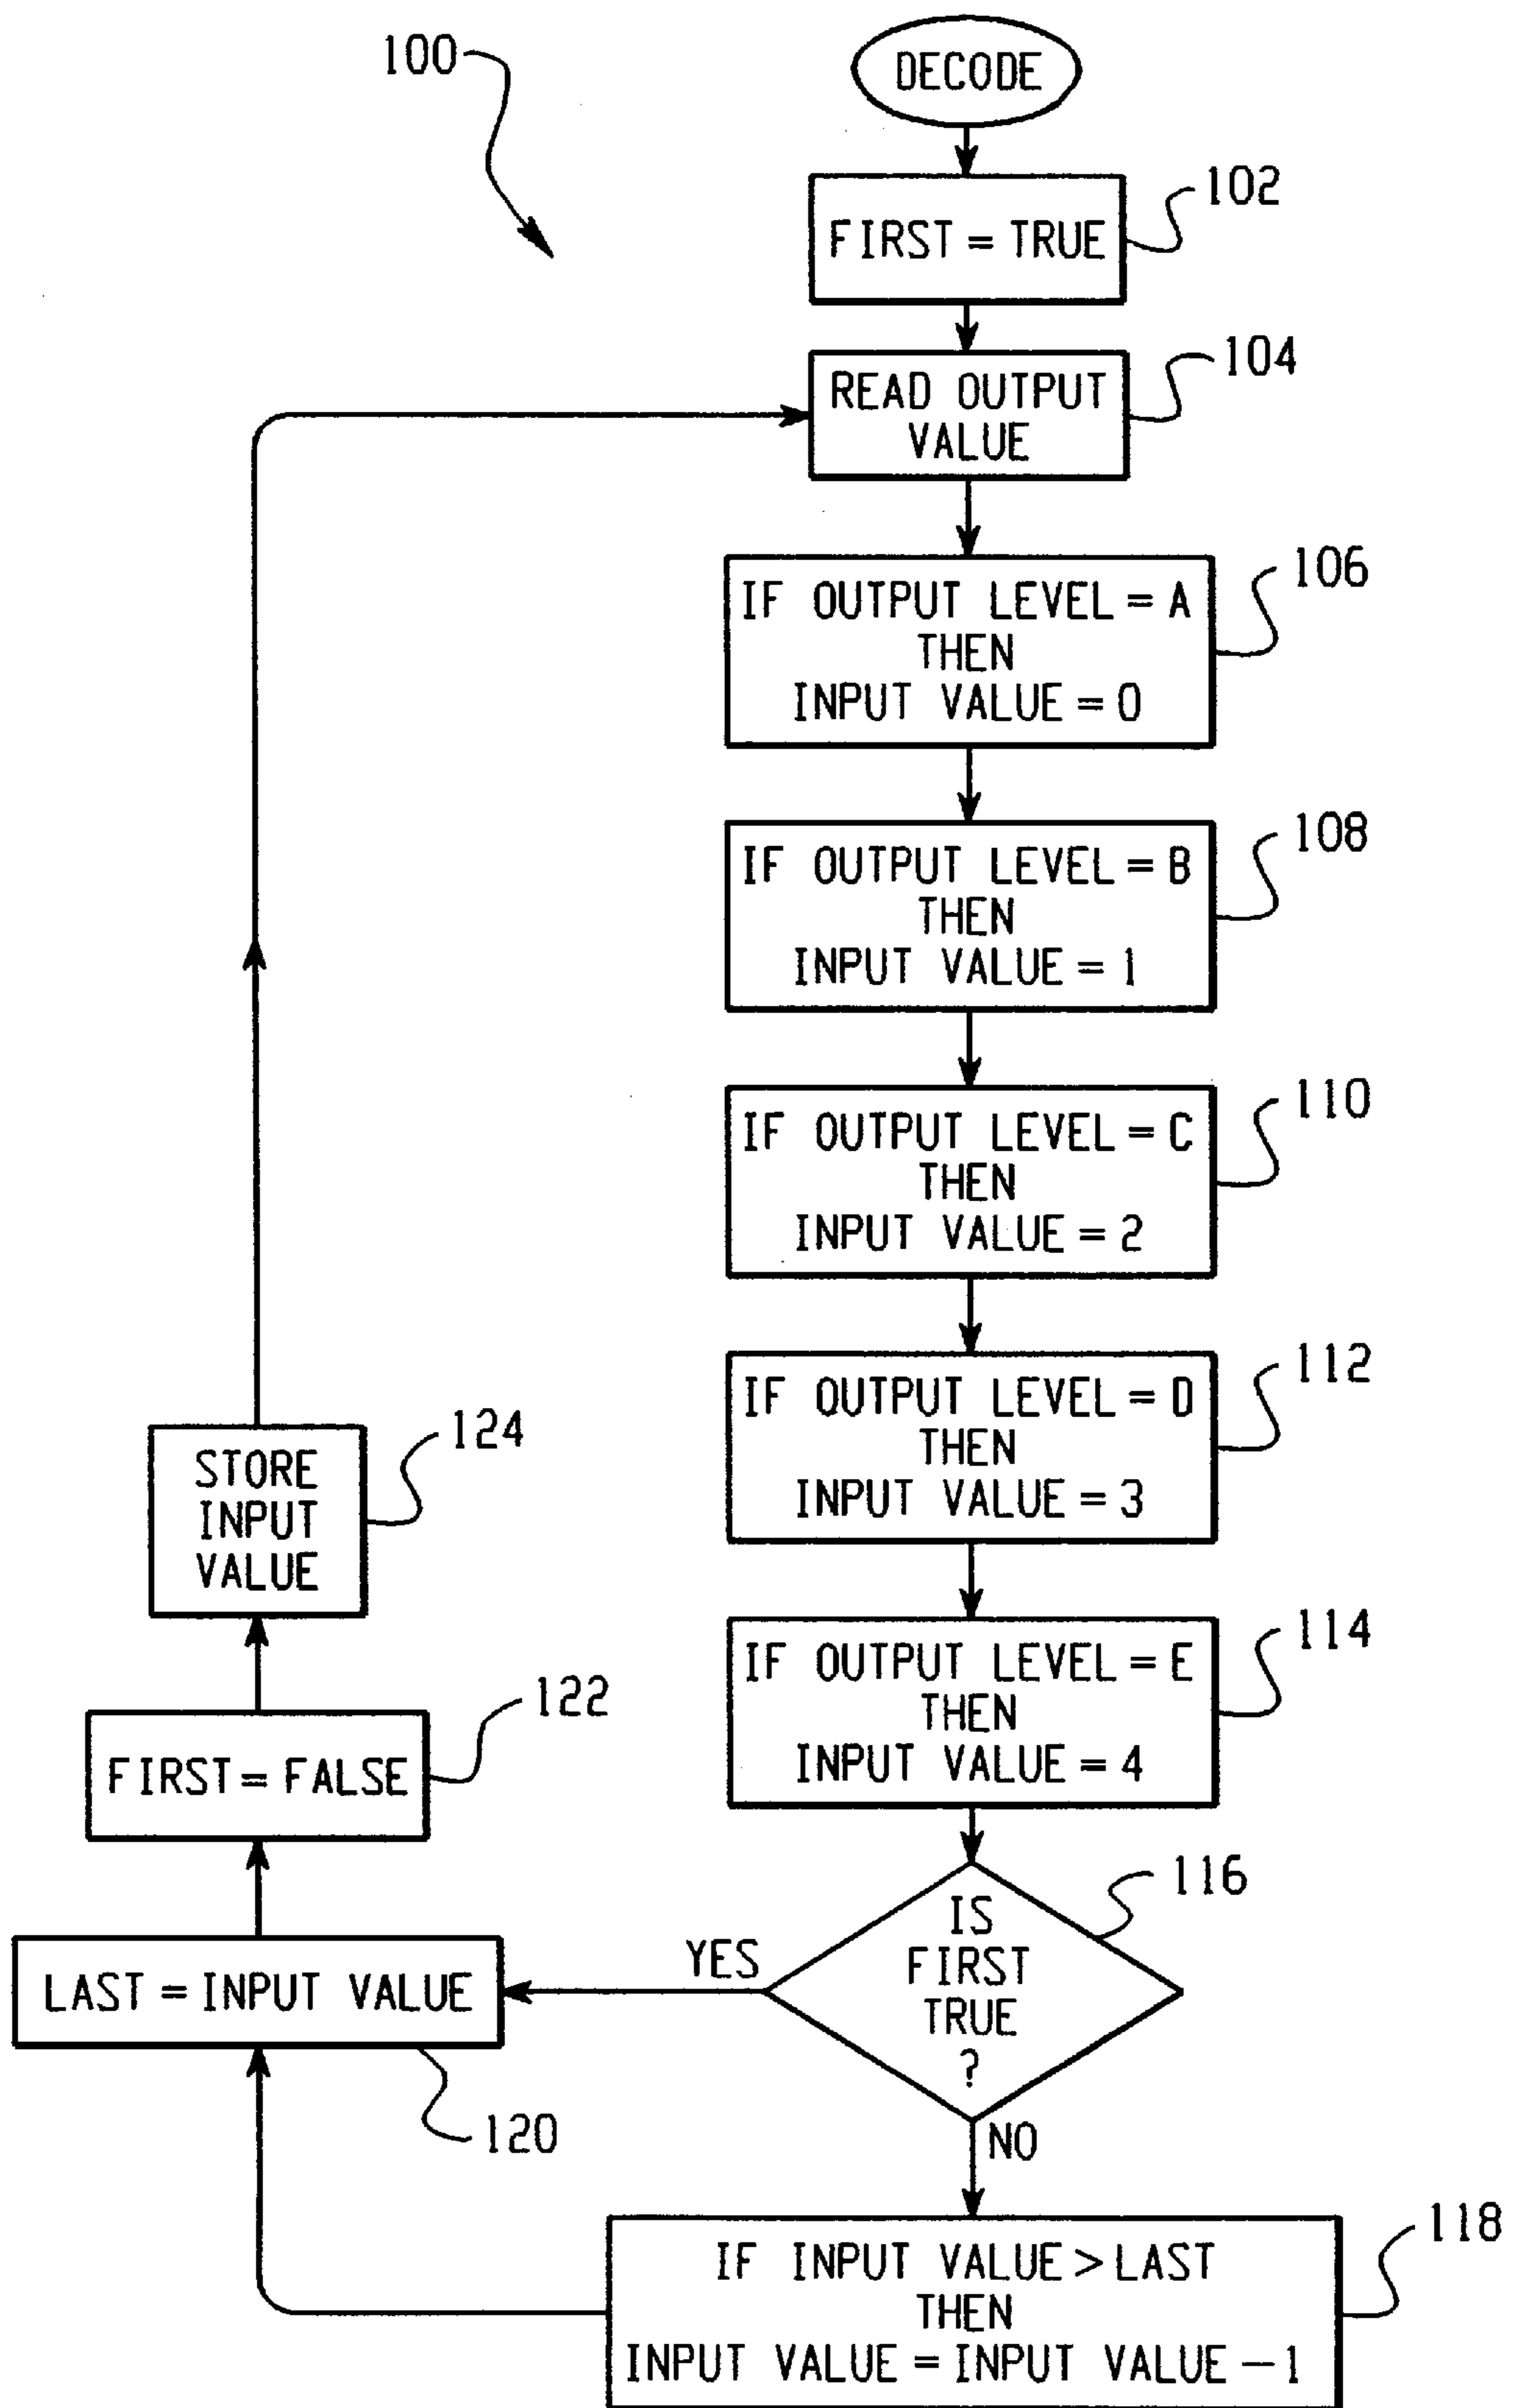 100
DECODE
FIRST = TRUE
102
READ OUTPUT
VALUE
104
IF OUTPUT LEVEL = A
THEN
INPUT VALUE = 0
106
IF OUTPUT LEVEL = B
THEN
INPUT VALUE = 1
108
IF OUTPUT LEVEL = C
THEN
INPUT VALUE = 2
110
IF OUTPUT LEVEL = D
THEN
INPUT VALUE = 3
112
IF OUTPUT LEVEL = E
THEN
INPUT VALUE = 4
114
IS
FIRST
TRUE
?
116
YES
NO
IF INPUT VALUE > LAST
THEN
INPUT VALUE = INPUT VALUE - 1
118
LAST = INPUT VALUE
120
FIRST = FALSE
122
STORE
INPUT
VALUE
124